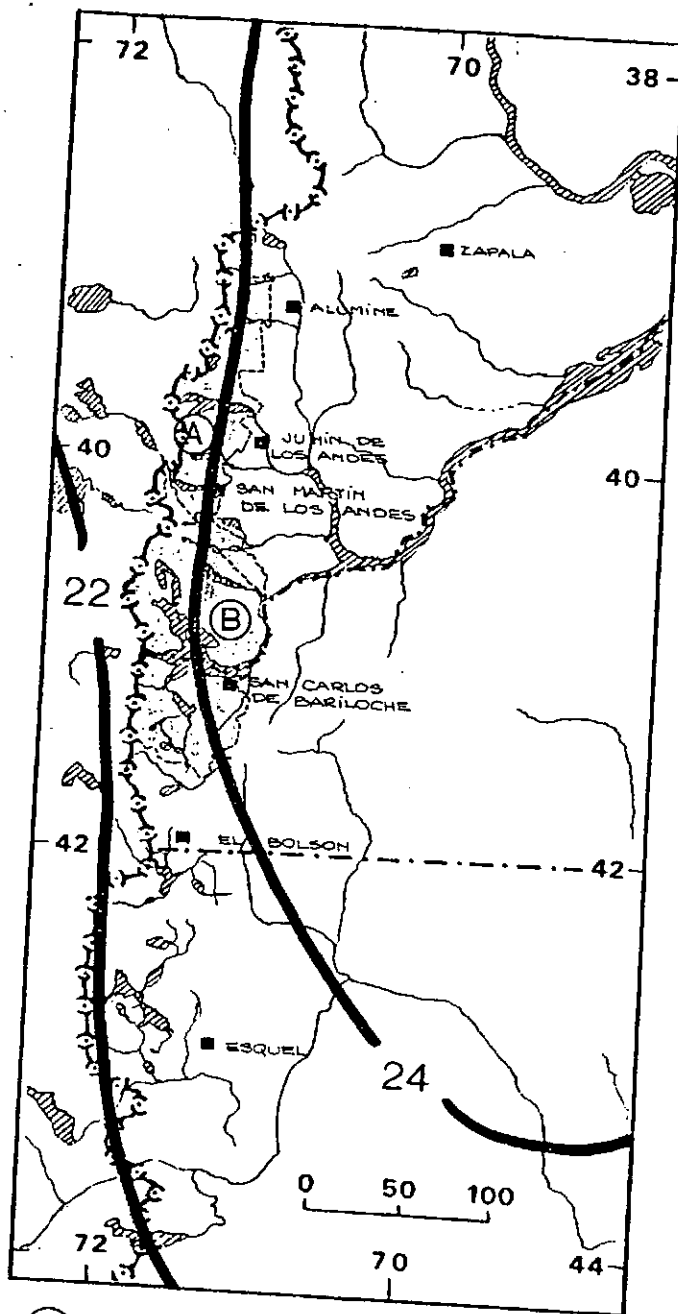 72
70
38
ZAPALA
ALUMINE
A
40
JUNIN DE
LOS ANDES
40
SAN MARTÍN
DE LOS ANDES
22
B
SAN CARLOS
DE BARILOCHE
42
EL BOLSON
42
ESQUEL
24
0 50 100
72
70
44